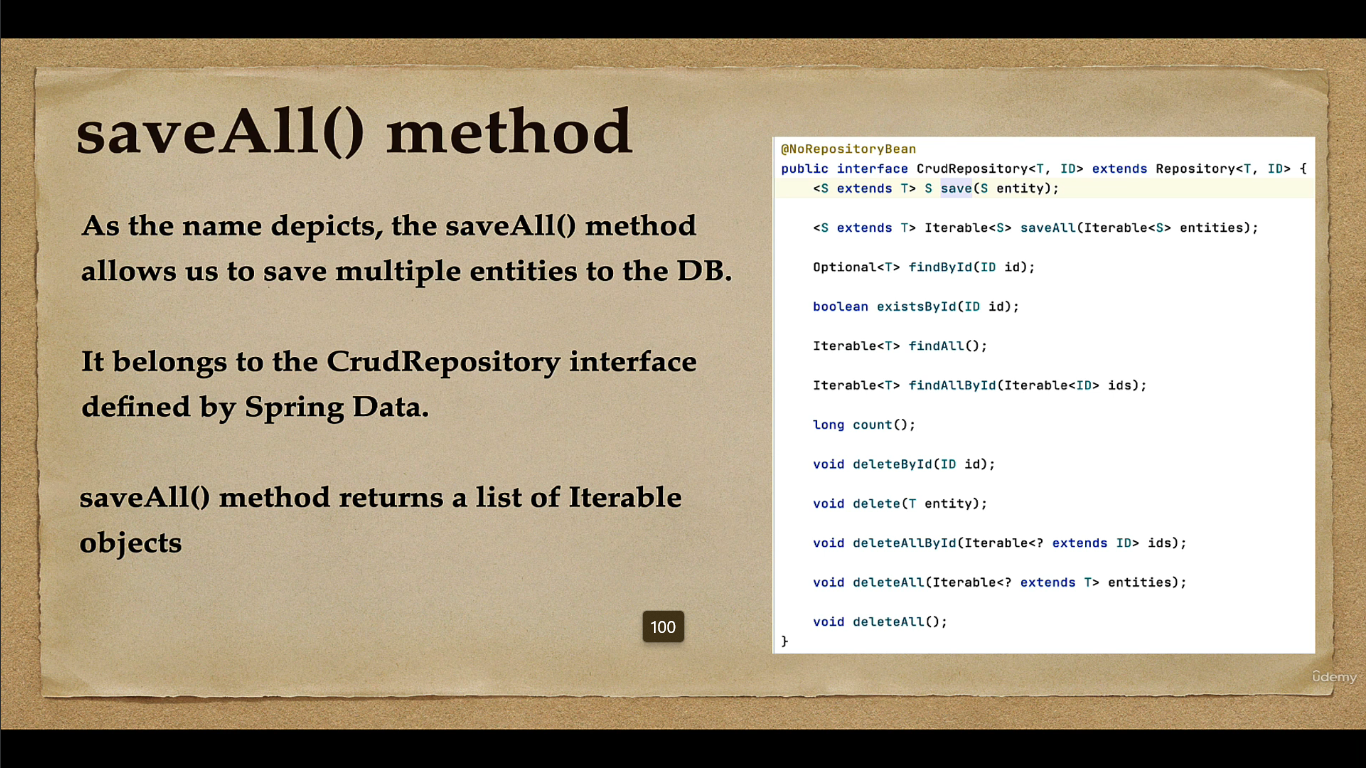 saveAll() method
As the name depicts, the saveAll() method
allows us to save multiple entities to the DB.
It belongs to the CrudRepository interface
defined by Spring Data.
saveAll() method returns a list of Iterable
objects
100
@NoRepositoryBean
public interface CrudRepository<T, ID> extends Repository<T, ID> {
<S extends T> S save(S entity);
<S extends T> Iterable<S> saveAll(Iterable<S> entities);
Optional<T> findById(ID id);
boolean existsById(ID id);
Iterable<T> findAll();
Iterable<T> findAllById(Iterable<ID> ids);
long count();
void deleteById(ID id);
void delete(T entity);
void deleteAllById(Iterable<? extends ID> ids);
void deleteAll(Iterable<? extends T> entities);
void deleteAll();
}
ûdemy